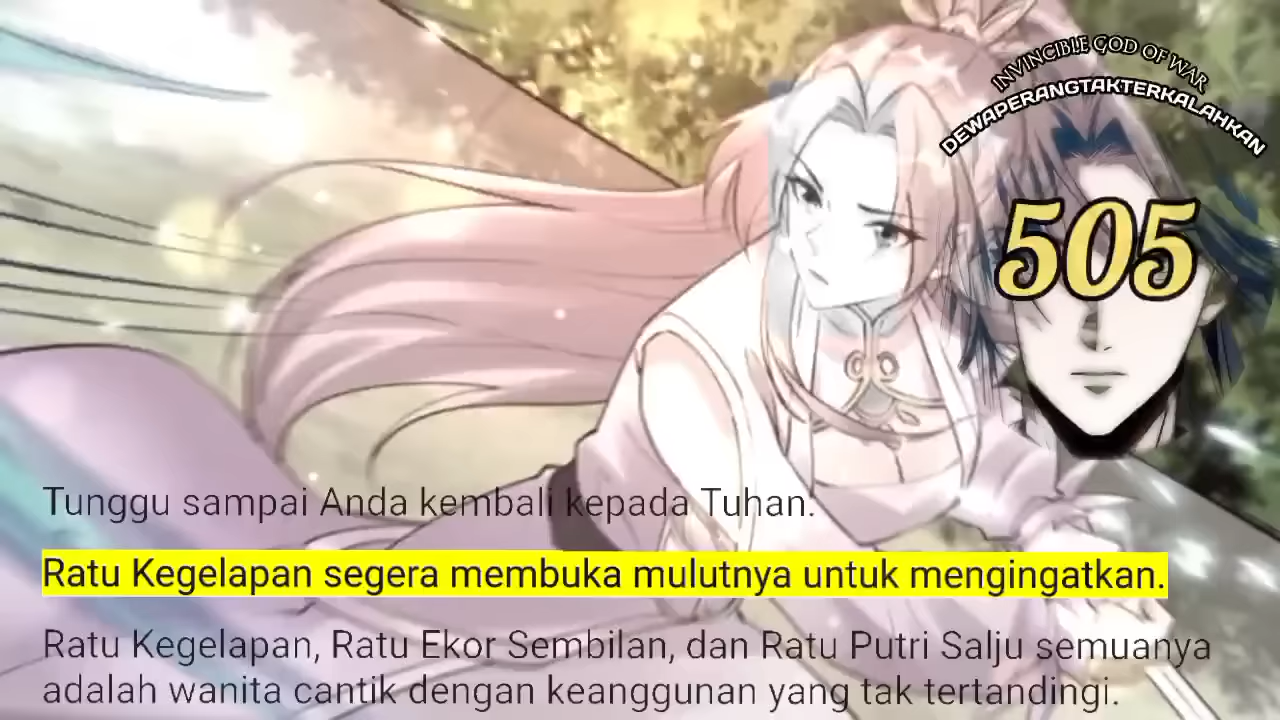 INVINCIBLE GOD OF WAR
DEWAPERANGTAKTERKALAHKAN
505
Tunggu sampai Anda kembali kepada Tuhan.
Ratu Kegelapan segera membuka mulutnya untuk mengingatkan.
Ratu Kegelapan, Ratu Ekor Sembilan, dan Ratu Putri Salju semuanya
adalah wanita cantik dengan keanggunan yang tak tertandingi.